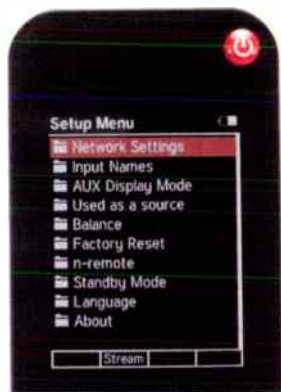 Setup Menu
Network Settings
Input Names
AUX Display Mode
Used as a source
Balance
Factory Reset
n-remote
Standby Mode
Language
About
Stream